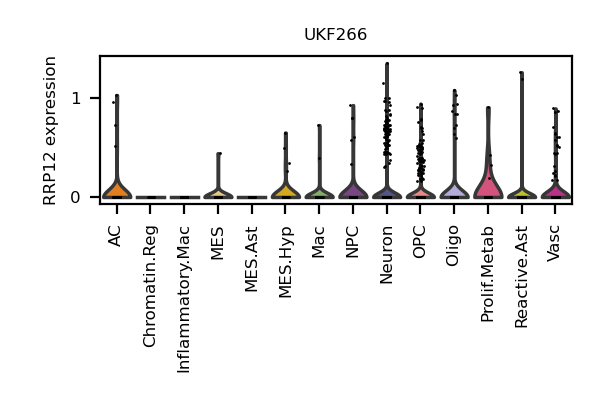 UKF266
RRP12 expression
1
0
AC
Chromatin.Reg
Inflammatory.Mac
MES
MES.Ast
MES.Hyp
Mac
NPC
Neuron
OPC
Oligo
Prolif.Metab
Reactive.Ast
Vasc